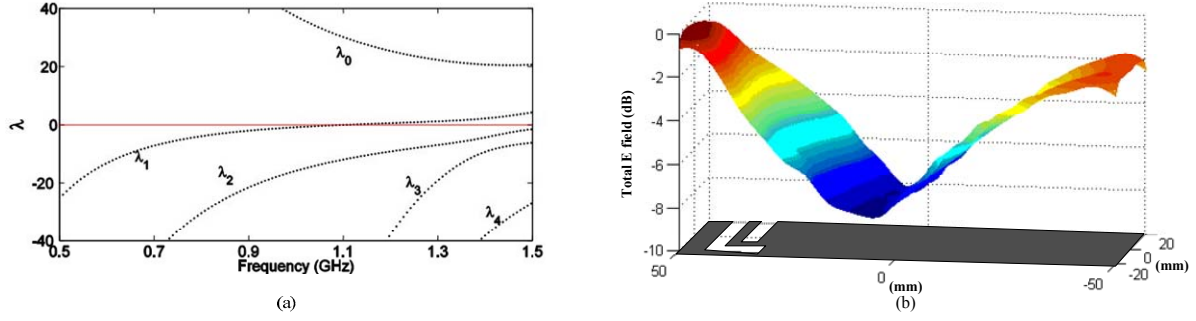 40
20
0
-20
-40
λ
λ0
λ1
λ2
λ3
λ4
0.5
0.7
0.9
1.1
1.3
1.5
Frequency (GHz)
(a)
0
-2
-4
-6
-8
-10
Total E field (dB)
50
0
-50
(mm)
20
0
-20
(mm)
(b)